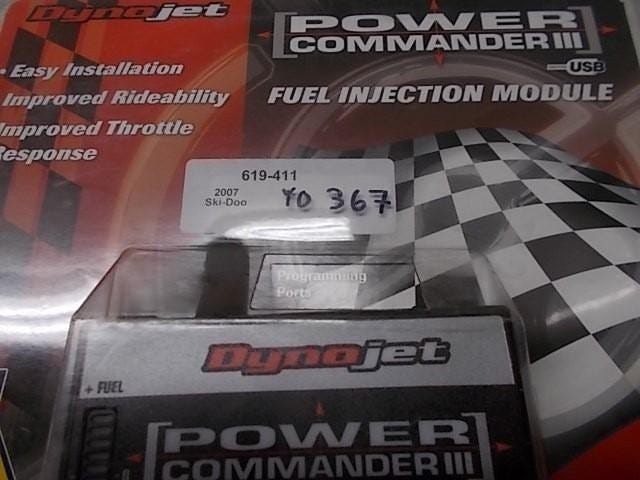 Dynojet
POWER
COMMANDER III
USB
• Easy Installation
Improved Rideability
Improved Throttle
Response
FUEL INJECTION MODULE
619-411
2007
Ski-Doo
YO 367
Programming
Ports
Dynojet
+ FUEL
POWER
COMMANDER III